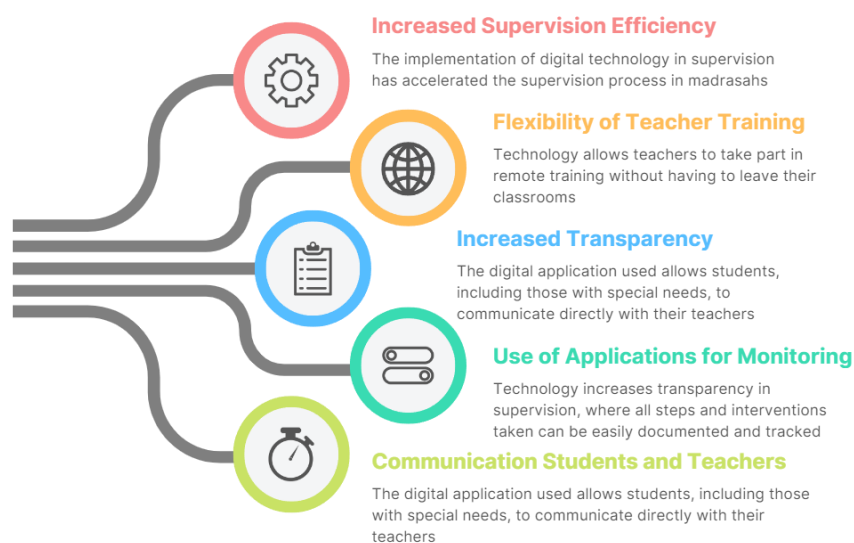 Increased Supervision Efficiency
The implementation of digital technology in supervision
has accelerated the supervision process in madrasahs
Flexibility of Teacher Training
Technology allows teachers to take part in
remote training without having to leave their
classrooms
Increased Transparency
The digital application used allows students,
including those with special needs, to
communicate directly with their teachers
Use of Applications for Monitoring
Technology increases transparency in
supervision, where all steps and interventions
taken can be easily documented and tracked
Communication Students and Teachers
The digital application used allows students, including those
with special needs, to communicate directly with their
teachers